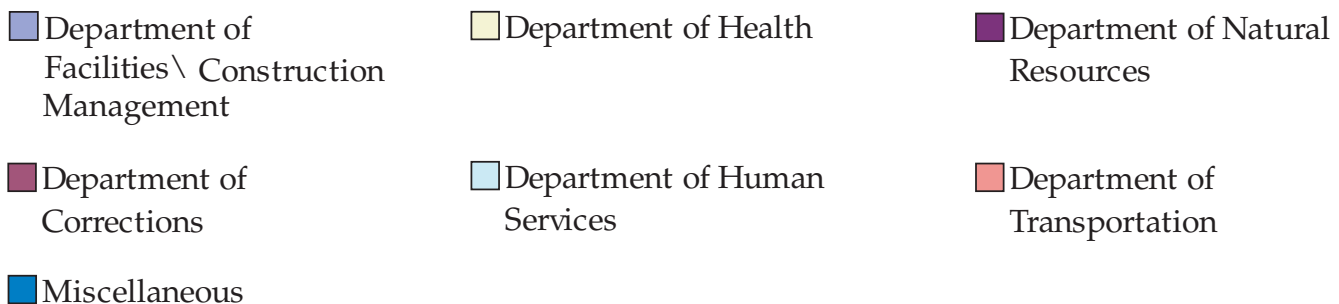 Department of
Facilities\ Construction
Management
Department of Health
Department of Natural
Resources
Department of
Corrections
Department of Human
Services
Department of
Transportation
Miscellaneous